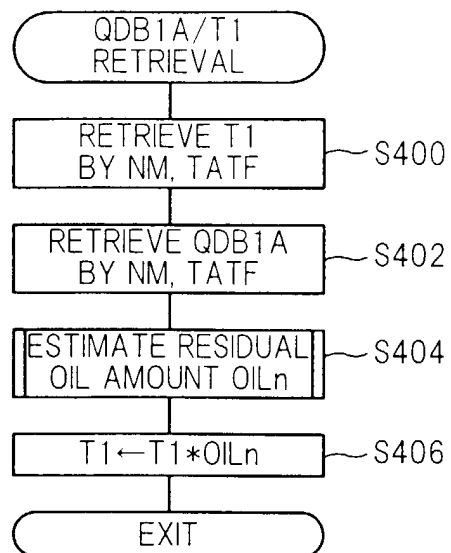 QDB1A/T1
RETRIEVAL
RETRIEVE T1
BY NM, TATF
S400
RETRIEVE QDB1A
BY NM, TATF
S402
ESTIMATE RESIDUAL
OIL AMOUNT OILn
S404
T1←T1*OILn
S406
EXIT